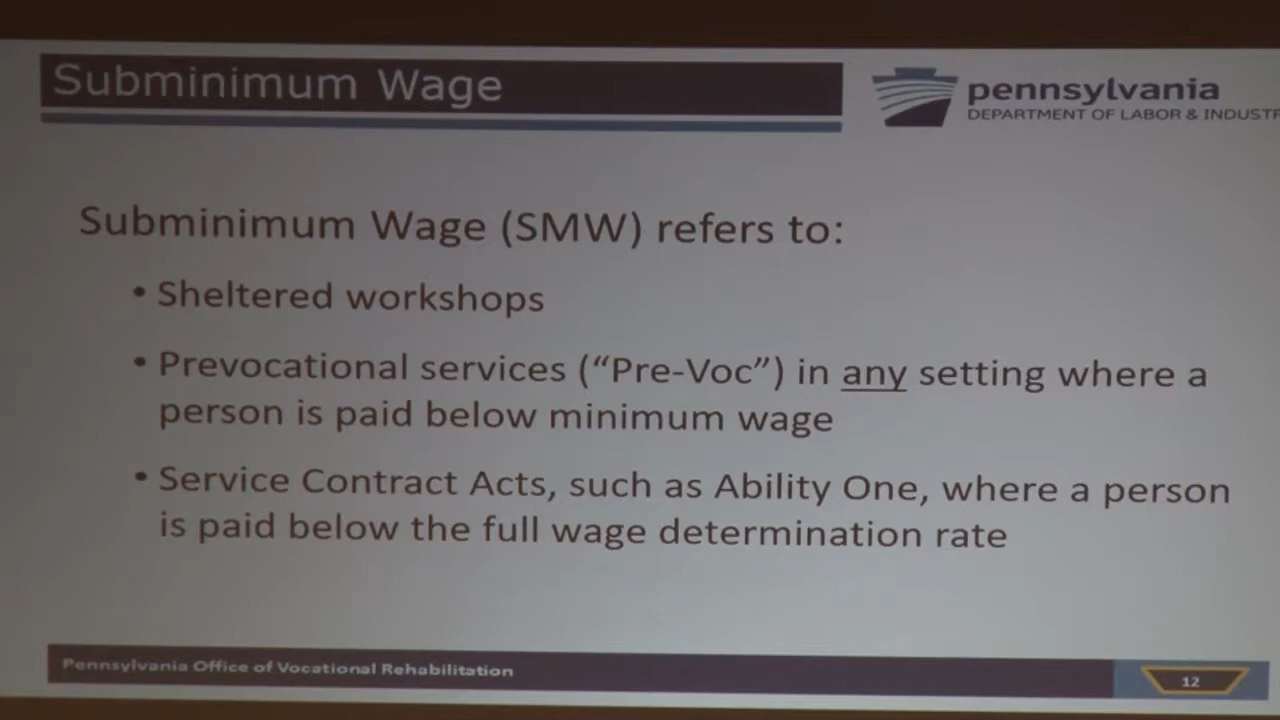 Subminimum Wage
pennsylvania
DEPARTMENT OF LABOR & INDUSTR
Subminimum Wage (SMW) refers to:
• Sheltered workshops
• Prevocational services (“Pre-Voc”) in any setting where a
person is paid below minimum wage
• Service Contract Acts, such as Ability One, where a person
is paid below the full wage determination rate
Pennsylvania Office of Vocational Rehabilitation
12